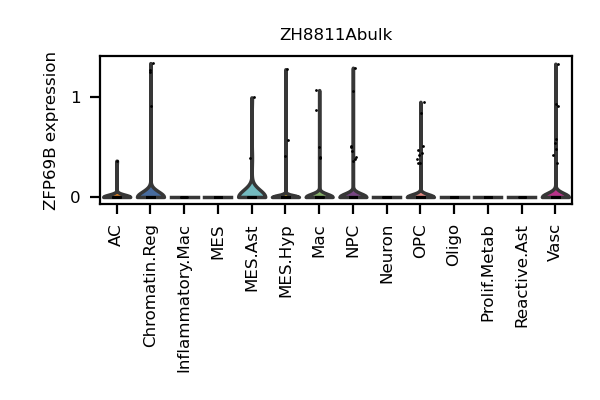 ZH8811Abulk
ZFP69B expression
1
0
AC
Chromatin.Reg
Inflammatory.Mac
MES
MES.Ast
MES.Hyp
Mac
NPC
Neuron
OPC
Oligo
Prolif.Metab
Reactive.Ast
Vasc